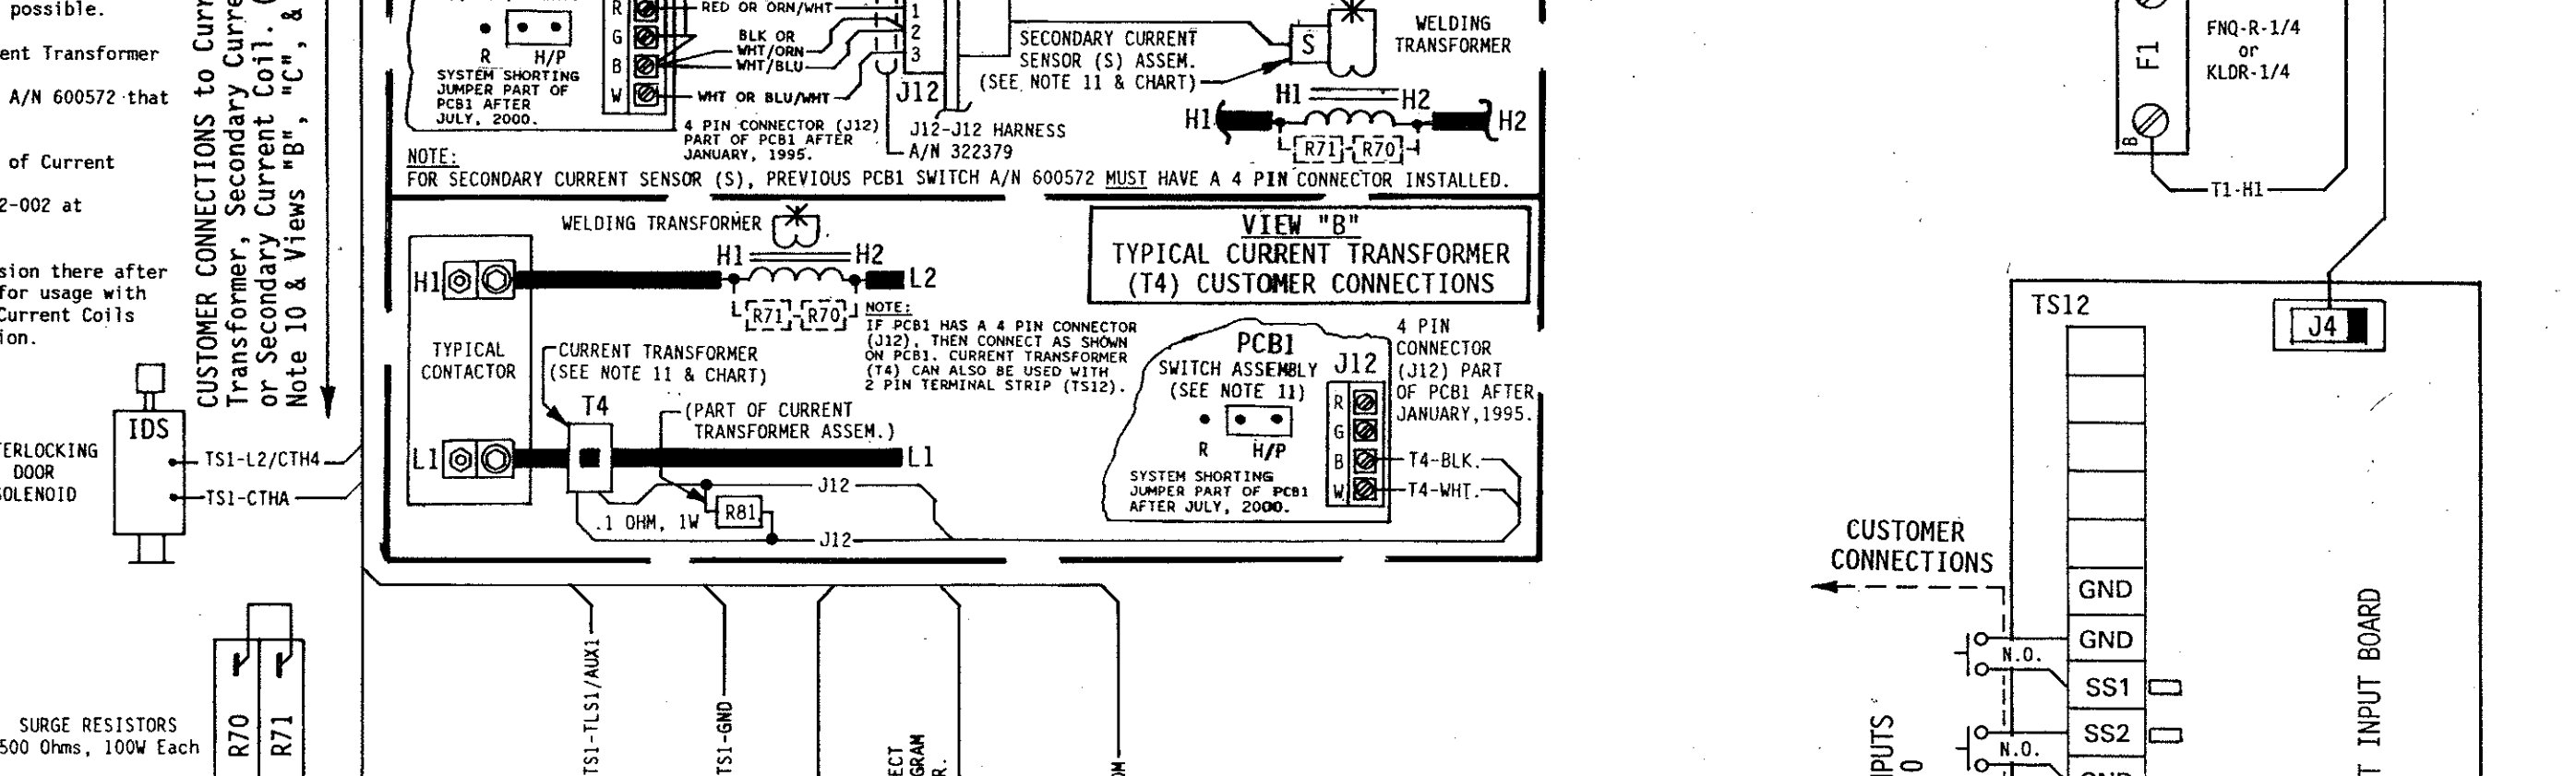 possible.
ent Transformer
A/N 600572 that
of Current
2-002 at
sion there after
for usage with
Current Coils
ion.
CUSTOMER CONNECTIONS to Curr
Transformer, Secondary Curre
or Secondary Current Coil. (
Note 10 & Views "B", "C", &
R H/P
SYSTEM SHORTING
JUMPER PART OF
PCB1 AFTER
JULY, 2000.
R
G
B
W
RED OR ORN/WHT
BLK OR
WHT/ORN
WHT/BLU
WHT OR BLU/WHT
1
2
3
J12
4 PIN CONNECTOR (J12)
PART OF PCB1 AFTER
JANUARY, 1995.
J12-J12 HARNESS
A/N 322379
SECONDARY CURRENT
SENSOR (S) ASSEM.
(SEE NOTE 11 & CHART)
S
WELDING
TRANSFORMER
H1 H2
H1 H2
R71 R70
NOTE:
FOR SECONDARY CURRENT SENSOR (S), PREVIOUS PCB1 SWITCH A/N 600572 MUST HAVE A 4 PIN CONNECTOR INSTALLED.
WELDING TRANSFORMER
H1 H2
H1
L2
R71 R70
NOTE:
IF PCB1 HAS A 4 PIN CONNECTOR
(J12), THEN CONNECT AS SHOWN
ON PCB1. CURRENT TRANSFORMER
(T4) CAN ALSO BE USED WITH
2 PIN TERMINAL STRIP (TS12).
VIEW "B"
TYPICAL CURRENT TRANSFORMER
(T4) CUSTOMER CONNECTIONS
TYPICAL
CONTACTOR
CURRENT TRANSFORMER
(SEE NOTE 11 & CHART)
T4
(PART OF CURRENT
TRANSFORMER ASSEM.)
L1
L1
J12
.1 OHM, 1W
R81
J12
PCB1
SWITCH ASSEMBLY
(SEE NOTE 11)
R H/P
SYSTEM SHORTING
JUMPER PART OF PCB1
AFTER JULY, 2000.
J12
R
G
B
W
4 PIN
CONNECTOR
(J12) PART
OF PCB1 AFTER
JANUARY,1995.
T4-BLK.
T4-WHT.
IDS
TERLOCKING
DOOR
SOLENOID
TS1-L2/CTH4
TS1-CTHA
SURGE RESISTORS
500 Ohms, 100W Each
R70
R71
TS1-TLS1/AUX1
TS1-GND
ECT
GRAM
R.
OM
F1
B
FNQ-R-1/4
or
KLDR-1/4
T1-H1
TS12
J4
CUSTOMER
CONNECTIONS
GND
GND
N.O.
SS1
SS2
N.O.
GND
PUTS
T INPUT BOARD